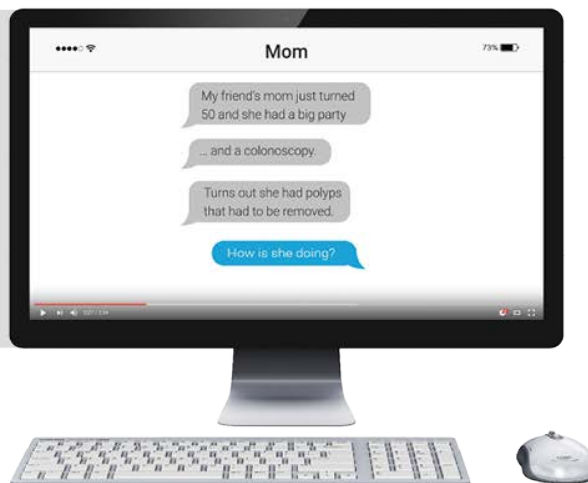 Mom
73%
My friend's mom just turned
50 and she had a big party
... and a colonoscopy.
Turns out she had polyps
that had to be removed.
How is she doing?